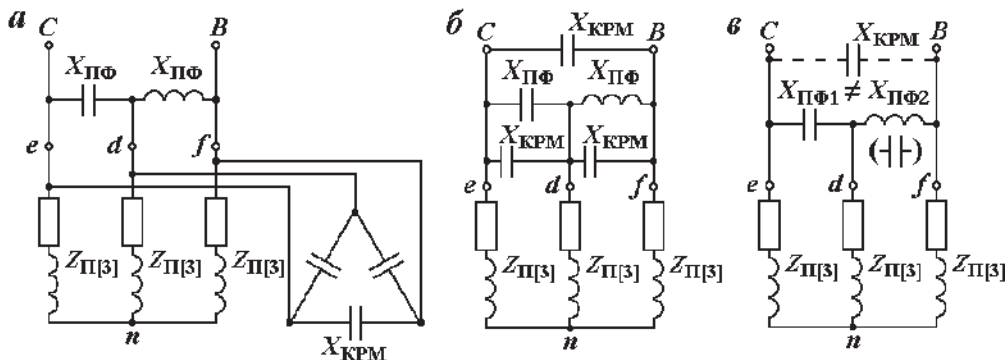 а
C
B
X ПФ
X ПФ
e
d
f
Z П[3]
Z П[3]
Z П[3]
n
X КРМ
б
C
X КРМ
B
X ПФ
X ПФ
X КРМ
X КРМ
e
d
f
Z П[3]
Z П[3]
Z П[3]
n
в
C
X КРМ
B
X ПФ1 ≠ X ПФ2
( )
e
d
f
Z П[3]
Z П[3]
Z П[3]
n